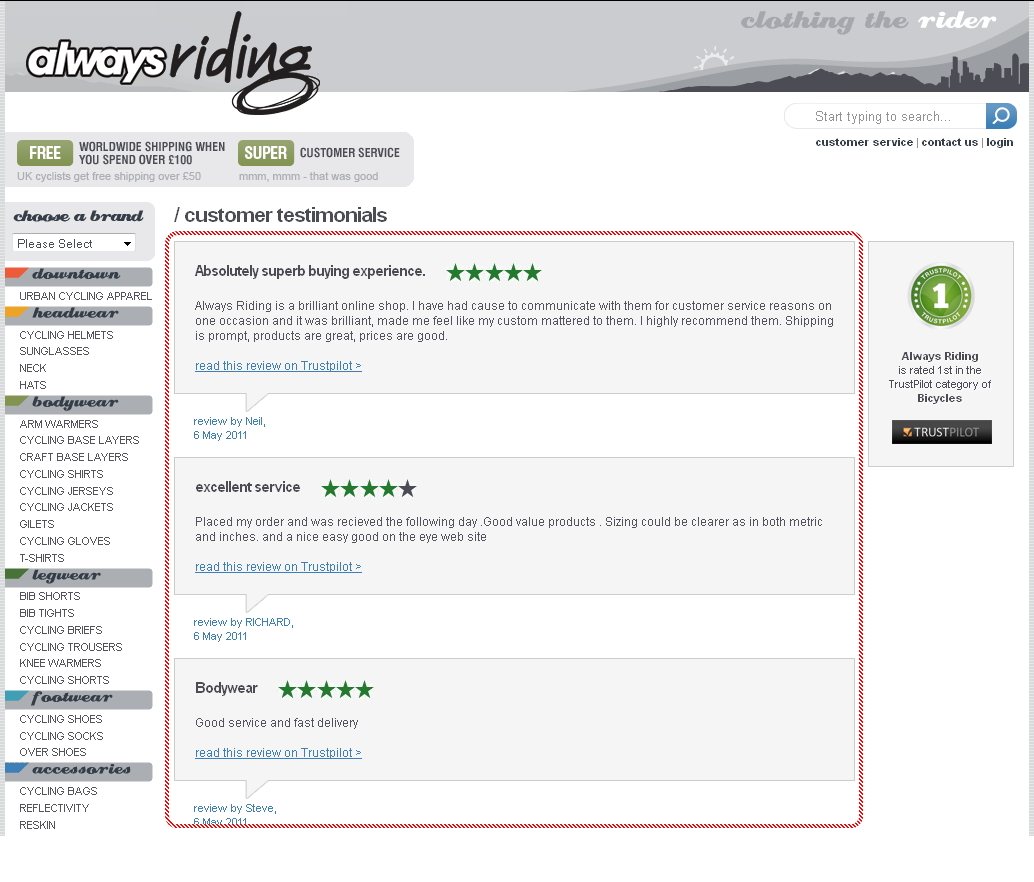 clothing the rider
always riding
Start typing to search...
customer service | contact us | login
FREE WORLDWIDE SHIPPING WHEN
YOU SPEND OVER £100
UK cyclists get free shipping over £50
SUPER CUSTOMER SERVICE
mmm, mmm - that was good
choose a brand
Please Select
downtown
URBAN CYCLING APPAREL
headwear
CYCLING HELMETS
SUNGLASSES
NECK
HATS
bodywear
ARM WARMERS
CYCLING BASE LAYERS
CRAFT BASE LAYERS
CYCLING SHIRTS
CYCLING JERSEYS
CYCLING JACKETS
GILETS
CYCLING GLOVES
T-SHIRTS
legwear
BIB SHORTS
BIB TIGHTS
CYCLING BRIEFS
CYCLING TROUSERS
KNEE WARMERS
CYCLING SHORTS
footwear
CYCLING SHOES
CYCLING SOCKS
OVER SHOES
accessories
CYCLING BAGS
REFLECTIVITY
RESKIN
/ customer testimonials
Absolutely superb buying experience.
Always Riding is a brilliant online shop. I have had cause to communicate with them for customer service reasons on
one occasion and it was brilliant, made me feel like my custom mattered to them. I highly recommend them. Shipping
is prompt, products are great, prices are good.
read this review on Trustpilot >
review by Neil,
6 May 2011
excellent service
Placed my order and was recieved the following day .Good value products . Sizing could be clearer as in both metric
and inches. and a nice easy good on the eye web site
read this review on Trustpilot >
review by RICHARD,
6 May 2011
Bodywear
Good service and fast delivery
read this review on Trustpilot >
review by Steve,
6 May 2011
TRUSTPILOT
1
TRUSTPILOT
Always Riding
is rated 1st in the
TrustPilot category of
Bicycles
TRUSTPILOT